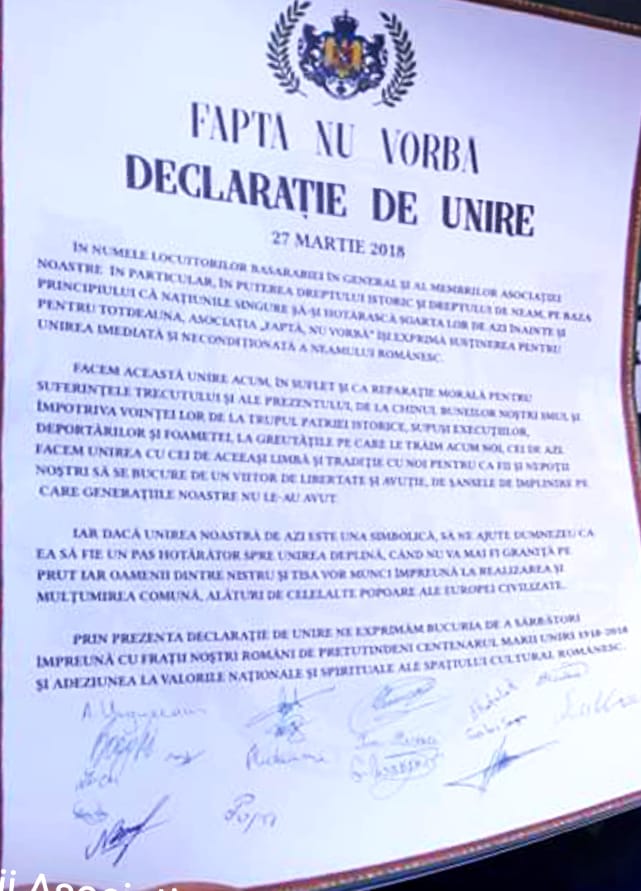 FAPTA NU VORBA
DECLARAȚIE DE UNIRE
27 MARTIE 2018
ÎN NUMELE LOCUITORILOR BASARABIEI ÎN GENERAL ȘI AL MEMBRILOR ASOCIAȚIEI
NOASTRE ÎN PARTICULAR, ÎN PUTEREA DREPTULUI ISTORIC ȘI DREPTULUI DE NEAM, PE BAZA
PRINCIPIULUI CĂ NAȚIUNILE SINGURE SĂ-ȘI HOTĂRASCĂ SOARTA LOR DE AZI ÎNAINTE ȘI
PENTRU TOTDEAUNA, ASOCIAȚIA „FAPTĂ, NU VORBĂ” ÎȘI EXPRIMĂ SUSȚINEREA PENTRU
UNIREA IMEDIATĂ ȘI NECONDIȚIONATĂ A NEAMULUI ROMÂNESC.
FACEM ACEASTĂ UNIRE ACUM, ÎN SUFLET ȘI CA REPARAȚIE MORALĂ PENTRU
SUFERINȚELE TRECUTULUI ȘI ALE PREZENTULUI, DE LA CHINUL BUNEILOR NOȘTRI SMULȘI
ÎMPOTRIVA VOINȚEI LOR DE LA TRUPUL PATRIEI ISTORICE, SUPUȘI EXECUȚIILOR,
DEPORTĂRILOR ȘI FOAMETEI, LA GREUTĂȚILE PE CARE LE TRĂIM ACUM NOI, CEI DE AZI.
FACEM UNIREA CU CEI DE ACEEAȘI LIMBĂ ȘI TRADIȚIE CU NOI PENTRU CA FII ȘI NEPOȚII
NOȘTRI SĂ SE BUCURE DE UN VIITOR DE LIBERTATE ȘI AVUȚIE, DE ȘANSELE DE ÎMPLINIRE PE
CARE GENERAȚIILE NOASTRE NU LE-AU AVUT.
IAR DACĂ UNIREA NOASTRĂ DE AZI ESTE UNA SIMBOLICĂ, SĂ NE AJUTE DUMNEZEU CA
EA SĂ FIE UN PAS HOTĂRÂTOR SPRE UNIREA DEPLINĂ, CÂND NU VA MAI FI GRANIȚĂ PE
PRUT IAR OAMENII DINTRE NISTRU ȘI TISA VOR MUNCI ÎMPREUNĂ LA REALIZAREA ȘI
MULȚUMIREA COMUNĂ, ALĂTURI DE CELELALTE POPOARE ALE EUROPEI CIVILIZATE.
PRIN PREZENTA DECLARAȚIE DE UNIRE NE EXPRIMĂM BUCURIA DE A SĂRBĂTORI
ÎMPREUNĂ CU FRAȚII NOȘTRI ROMÂNI DE PRETUTINDENI CENTENARUL MARII UNIRI 1918-2018
ȘI ADEZIUNEA LA VALORILE NAȚIONALE ȘI SPIRITUALE ALE SPAȚIULUI CULTURAL ROMÂNESC.
Popa